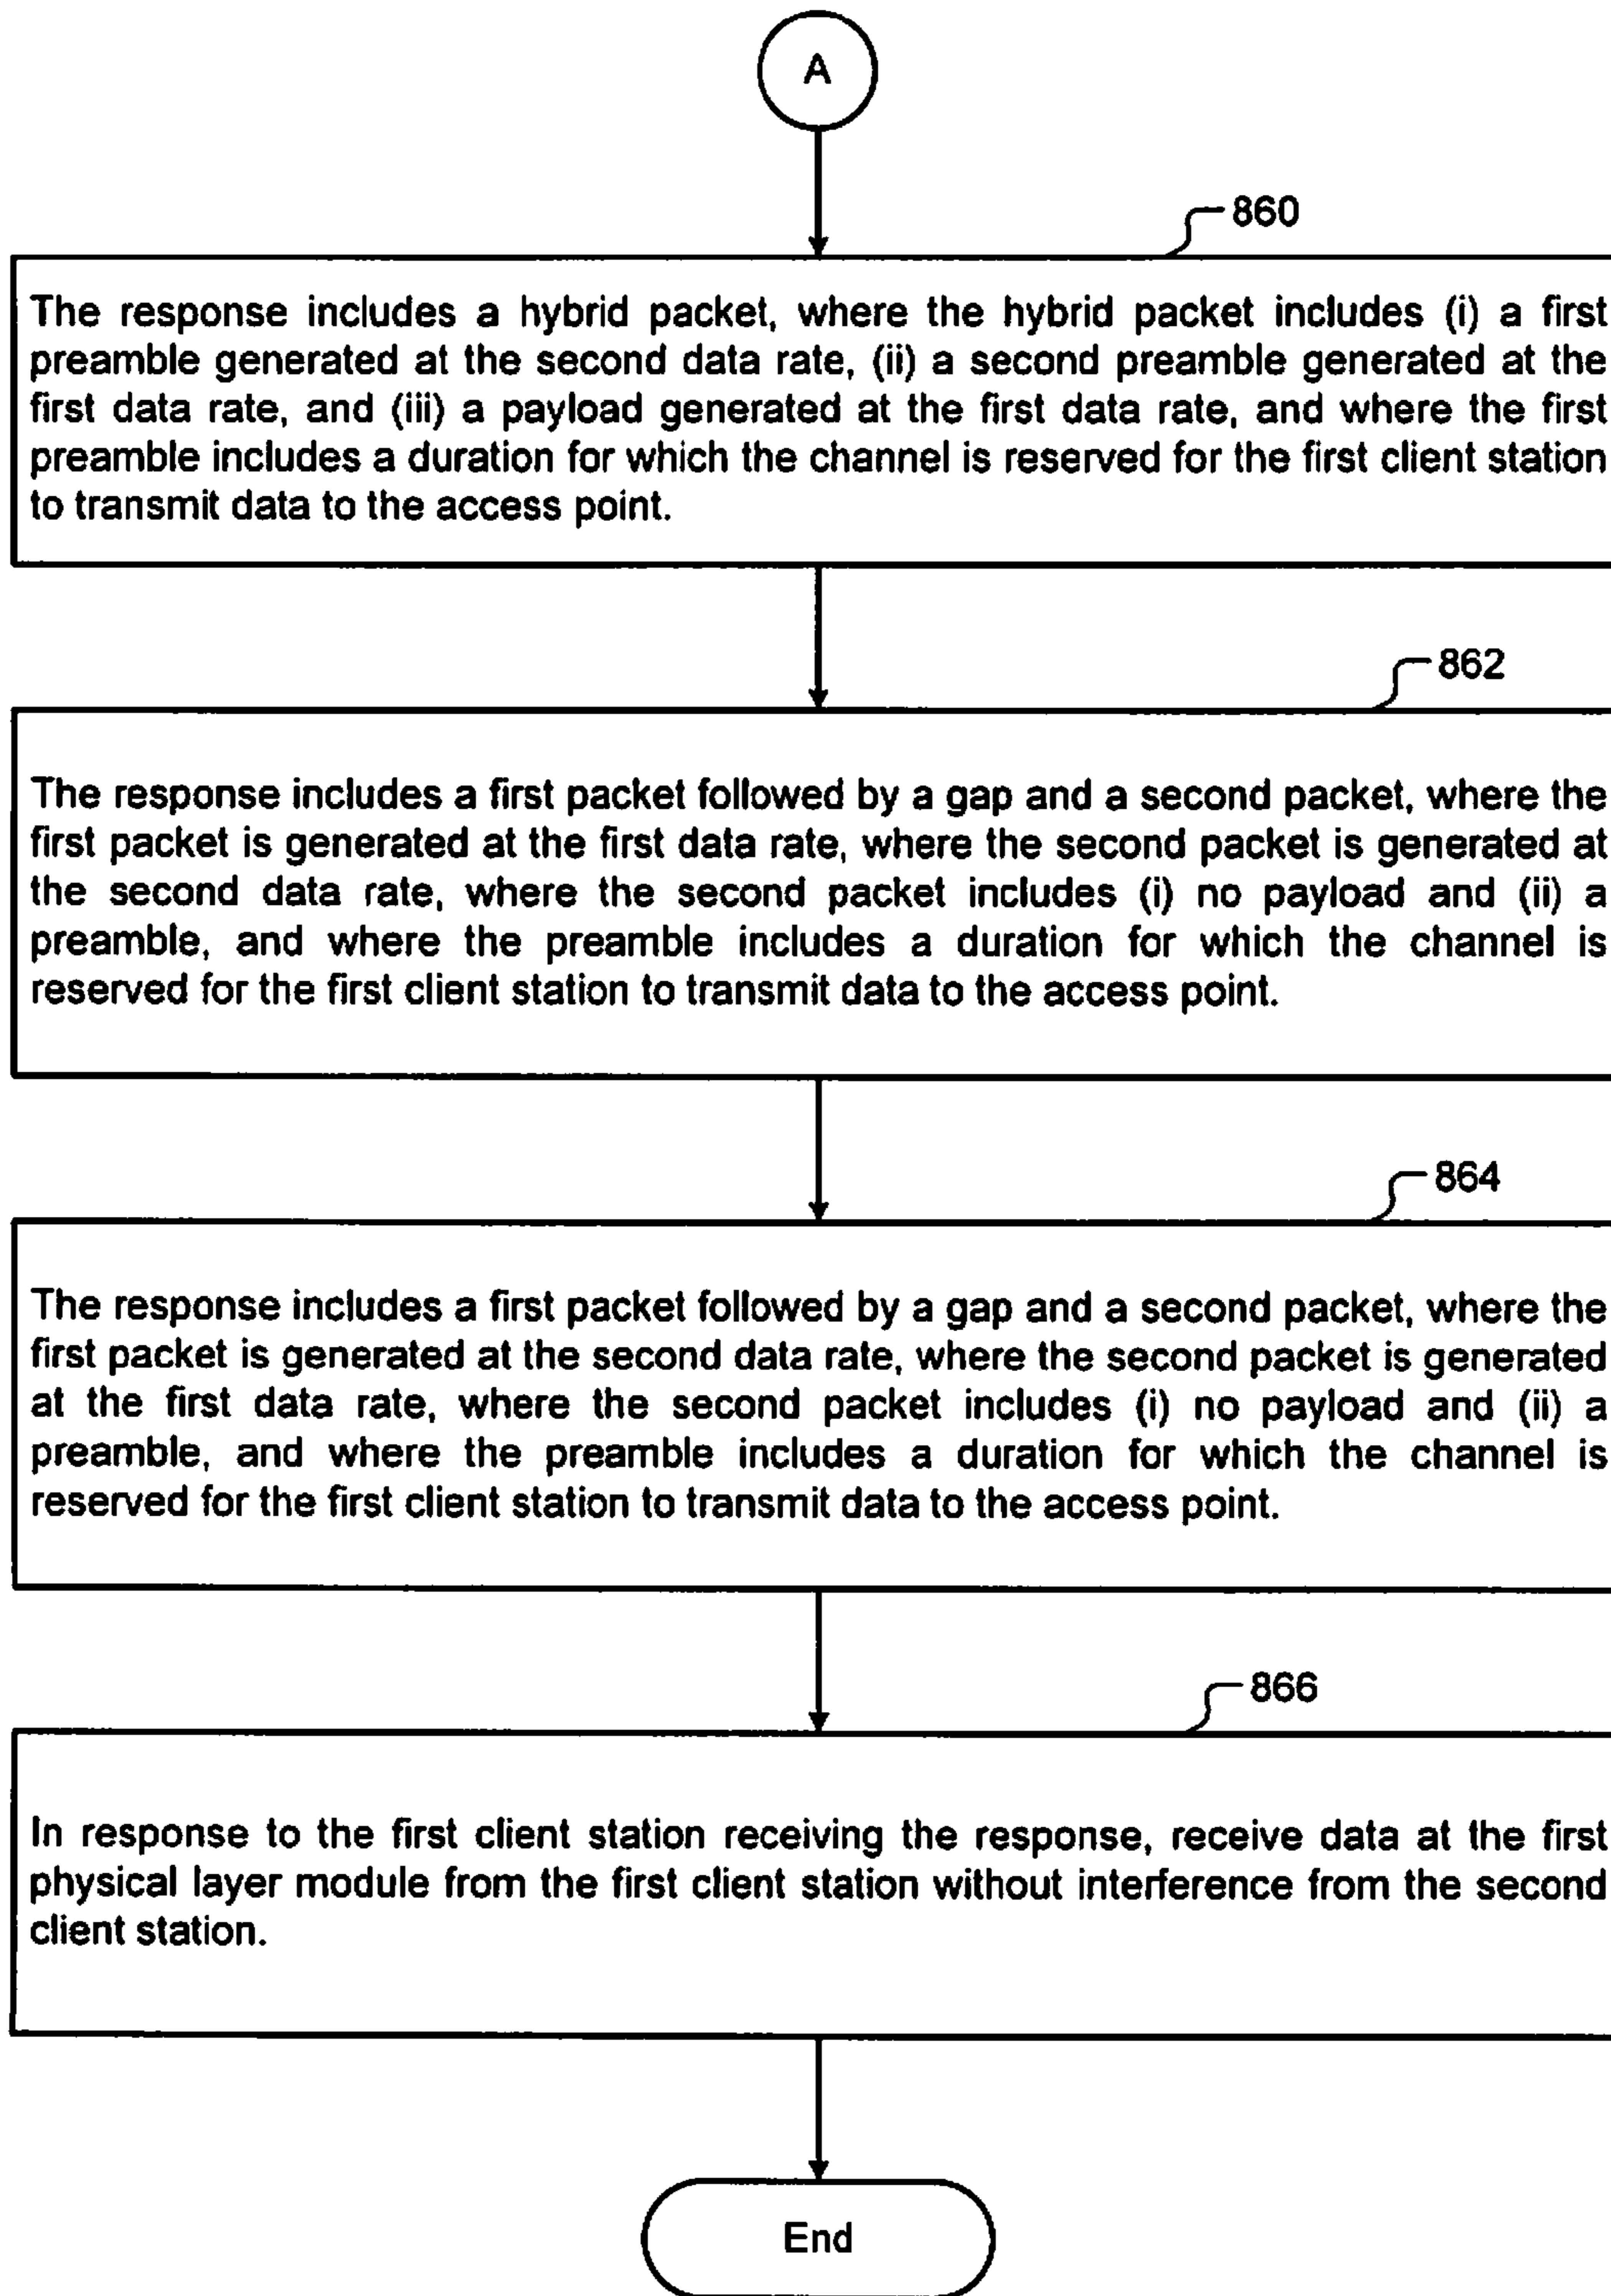 A
860
The response includes a hybrid packet, where the hybrid packet includes (i) a first
preamble generated at the second data rate, (ii) a second preamble generated at the
first data rate, and (iii) a payload generated at the first data rate, and where the first
preamble includes a duration for which the channel is reserved for the first client station
to transmit data to the access point.
862
The response includes a first packet followed by a gap and a second packet, where the
first packet is generated at the first data rate, where the second packet is generated at
the second data rate, where the second packet includes (i) no payload and (ii) a
preamble, and where the preamble includes a duration for which the channel is
reserved for the first client station to transmit data to the access point.
864
The response includes a first packet followed by a gap and a second packet, where the
first packet is generated at the second data rate, where the second packet is generated
at the first data rate, where the second packet includes (i) no payload and (ii) a
preamble, and where the preamble includes a duration for which the channel is
reserved for the first client station to transmit data to the access point.
866
In response to the first client station receiving the response, receive data at the first
physical layer module from the first client station without interference from the second
client station.
End